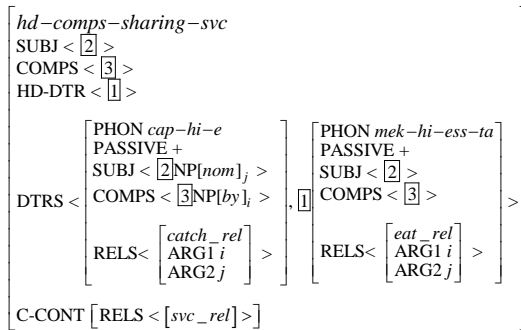 hd−comps−sharing−svc
SUBJ < [2] >
COMPS < [3] >
HD-DTR < [1] >
DTRS < [PHON cap−hi−e
PASSIVE +
SUBJ < [2]NP[nom]j >
COMPS < [3]NP[by]i >
RELS< [catch_rel
ARG1 i
ARG2 j] >
] , [1] [PHON mek−hi−ess−ta
PASSIVE +
SUBJ < [2] >
COMPS < [3] >
RELS< [eat_rel
ARG1 i
ARG2 j] >
] >
C-CONT [RELS < [svc_rel] >]